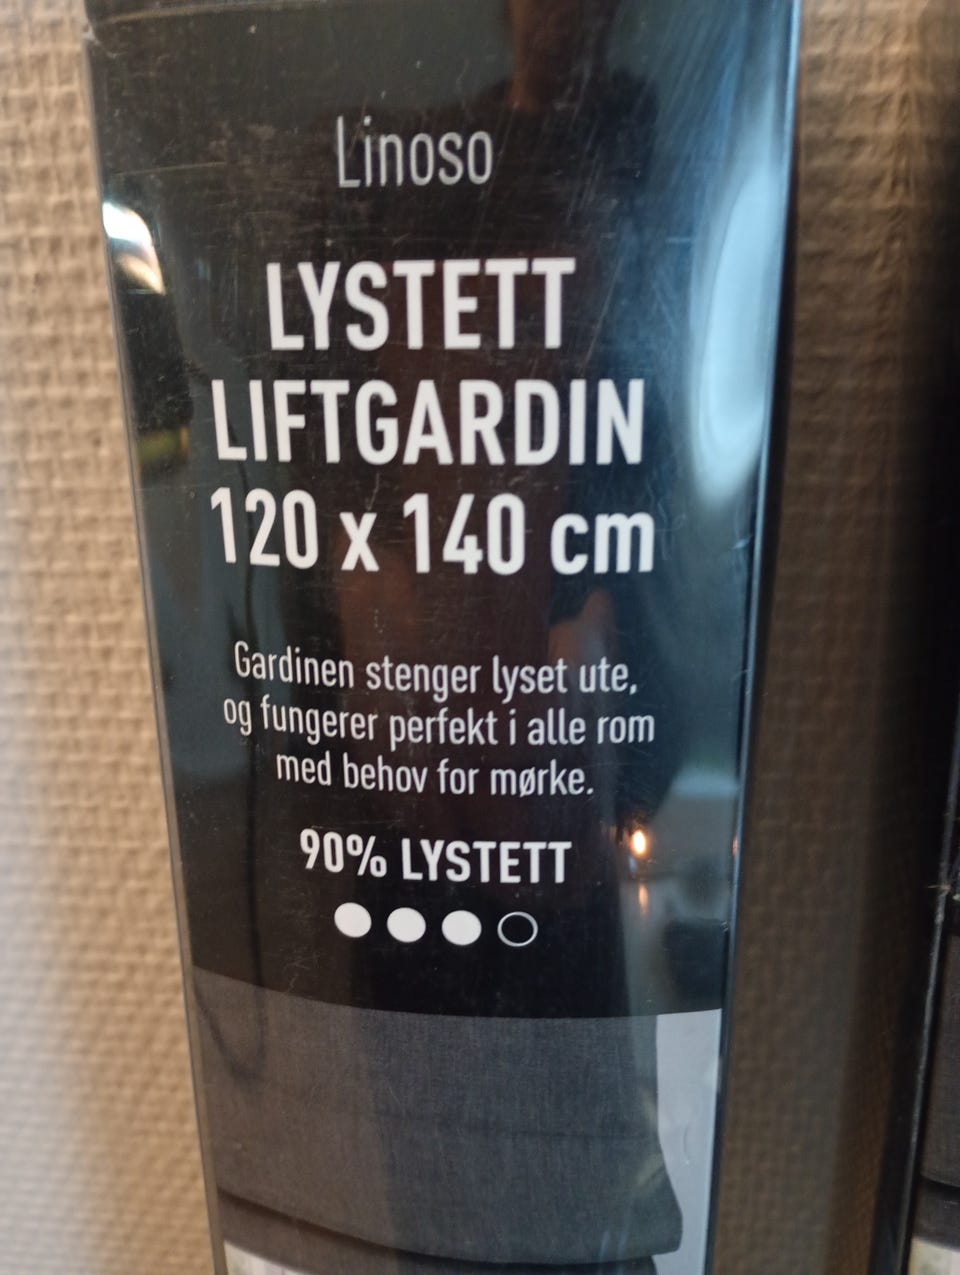 Linoso
LYSTETT
LIFTGARDIN
120 x 140 cm
Gardinen stenger lyset ute,
og fungerer perfekt i alle rom
med behov for mørke.
90% LYSTETT